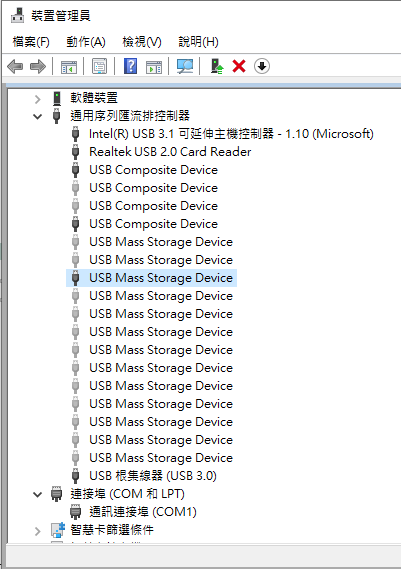 裝置管理員
檔案(F) 動作(A) 檢視(V) 說明(H)
軟體裝置
通用序列匯流排控制器
Intel(R) USB 3.1 可延伸主機控制器 - 1.10 (Microsoft)
Realtek USB 2.0 Card Reader
USB Composite Device
USB Composite Device
USB Composite Device
USB Composite Device
USB Mass Storage Device
USB Mass Storage Device
USB Mass Storage Device
USB Mass Storage Device
USB Mass Storage Device
USB Mass Storage Device
USB Mass Storage Device
USB Mass Storage Device
USB Mass Storage Device
USB Mass Storage Device
USB Mass Storage Device
USB Mass Storage Device
USB Mass Storage Device
USB 根集線器 (USB 3.0)
連接埠 (COM 和 LPT)
通訊連接埠 (COM1)
智慧卡篩選條件